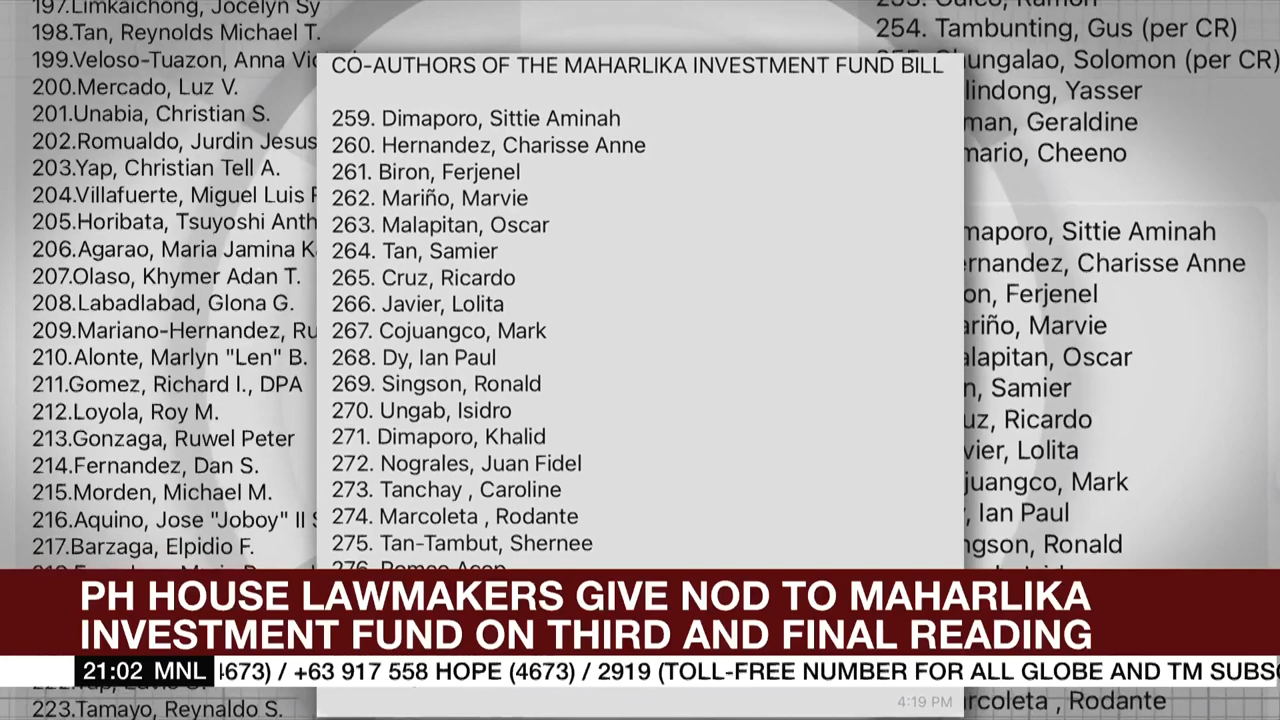 197.Limkaichong, Jocelyn Sy
198.Tan, Reynolds Michael T.
199.Veloso-Tuazon, Anna
200.Mercado, Luz V.
201.Unabia, Christian S.
202.Romualdo, Jurdin Jesus
203.Yap, Christian Tell A.
204.Villafuerte, Miguel Luis
205.Horibata, Tsuyoshi Anth
206.Agarao, Maria Jamina K
207.Olaso, Khymer Adan T.
208.Labadlabad, Glona G.
209.Mariano-Hernandez, Ru
210.Alonte, Marlyn "Len" B.
211.Gomez, Richard I., DPA
212.Loyola, Roy M.
213.Gonzaga, Ruwel Peter
214.Fernandez, Dan S.
215.Morden, Michael M.
216.Aquino, Jose "Joboy" II S
217.Barzaga, Elpidio F.
223.Tamayo, Reynaldo S.
CO-AUTHORS OF THE MAHARLIKA INVESTMENT FUND BILL
259. Dimaporo, Sittie Aminah
260. Hernandez, Charisse Anne
261. Biron, Ferjenel
262. Mariño, Marvie
263. Malapitan, Oscar
264. Tan, Samier
265. Cruz, Ricardo
266. Javier, Lolita
267. Cojuangco, Mark
268. Dy, Ian Paul
269. Singson, Ronald
270. Ungab, Isidro
271. Dimaporo, Khalid
272. Nograles, Juan Fidel
273. Tanchay , Caroline
274. Marcoleta , Rodante
275. Tan-Tambut, Shernee
4:19 PM
254. Tambunting, Gus (per CR)
hungalao, Solomon (per CR)
lindong, Yasser
man, Geraldine
mario, Cheeno
maporo, Sittie Aminah
ernandez, Charisse Anne
on, Ferjenel
ariño, Marvie
alapitan, Oscar
n, Samier
uz, Ricardo
vier, Lolita
juangco, Mark
, Ian Paul
ngson, Ronald
rcoleta , Rodante
PH HOUSE LAWMAKERS GIVE NOD TO MAHARLIKA
INVESTMENT FUND ON THIRD AND FINAL READING
21:02 MNL
4673) / +63 917 558 HOPE (4673) / 2919 (TOLL-FREE NUMBER FOR ALL GLOBE AND TM SUBS